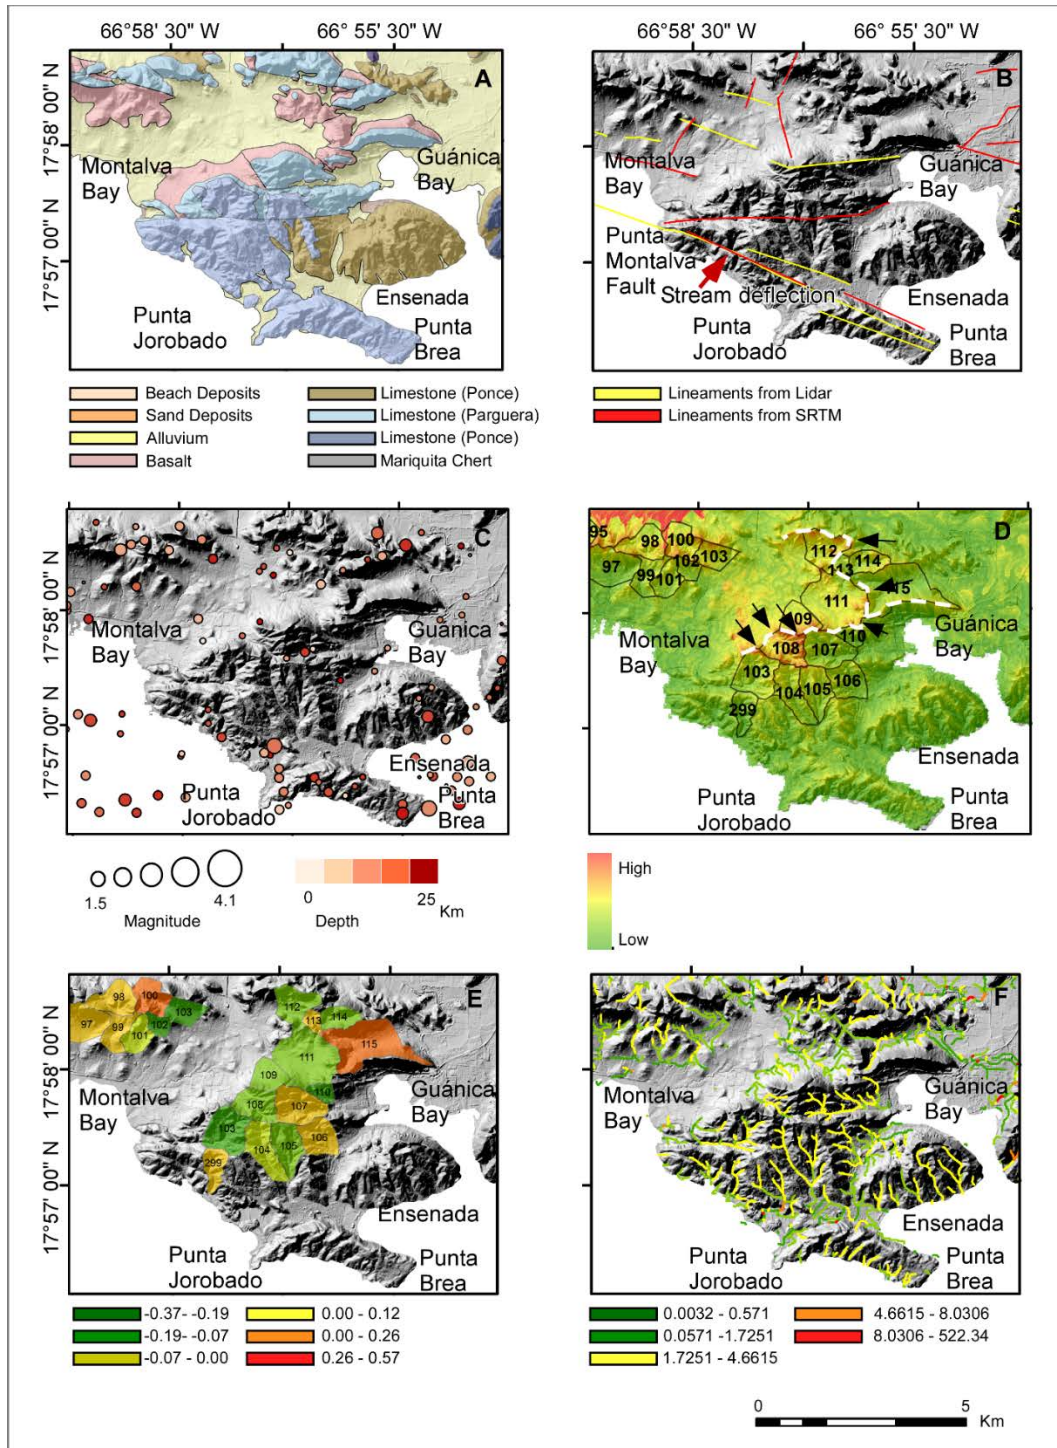 66°58' 30" W
66°55' 30" W
66°58' 30" W
66°55' 30" W
A
17°58' 00" N
17°57' 00" N
Montalva
Bay
Guánica
Bay
Ensenada
Punta
Jorobado
Punta
Brea
B
Montalva
Bay
Guánica
Bay
Punta
Montalva
Fault
Stream deflection
Ensenada
Punta
Jorobado
Punta
Brea
Beach Deposits
Sand Deposits
Alluvium
Basalt
Limestone (Ponce)
Limestone (Parguera)
Limestone (Ponce)
Mariquita Chert
Lineaments from Lidar
Lineaments from SRTM
C
17°58' 00" N
17°57' 00" N
Montalva
Bay
Guánica
Bay
Ensenada
Punta
Jorobado
Punta
Brea
D
95
98
100
97
102
103
99
101
112
113
114
111
15
09
108
107
110
103
104
105
106
299
Montalva
Bay
Guánica
Bay
Ensenada
Punta
Jorobado
Punta
Brea
1.5
4.1
Magnitude
0
25
Km
Depth
High
Low
E
17°58' 00" N
17°57' 00" N
98
100
97
99
101
102
103
112
113
114
115
111
109
110
108
107
103
104
105
106
299
Montalva
Bay
Guánica
Bay
Ensenada
Punta
Jorobado
Punta
Brea
F
Montalva
Bay
Guánica
Bay
Ensenada
Punta
Jorobado
Punta
Brea
-0.37- -0.19
-0.19- -0.07
-0.07 - 0.00
0.00 - 0.12
0.00 - 0.26
0.26 - 0.57
0.0032 - 0.571
0.0571 -1.7251
1.7251 - 4.6615
4.6615 - 8.0306
8.0306 - 522.34
0
5
Km